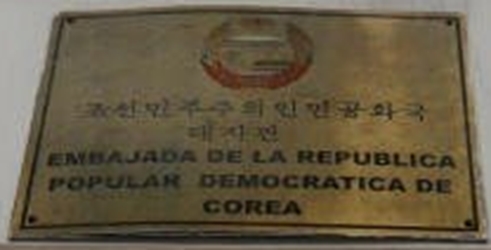 조선민주주의인민공화국
대사관
EMBAJADA DE LA REPUBLICA
POPULAR DEMOCRATICA DE
COREA